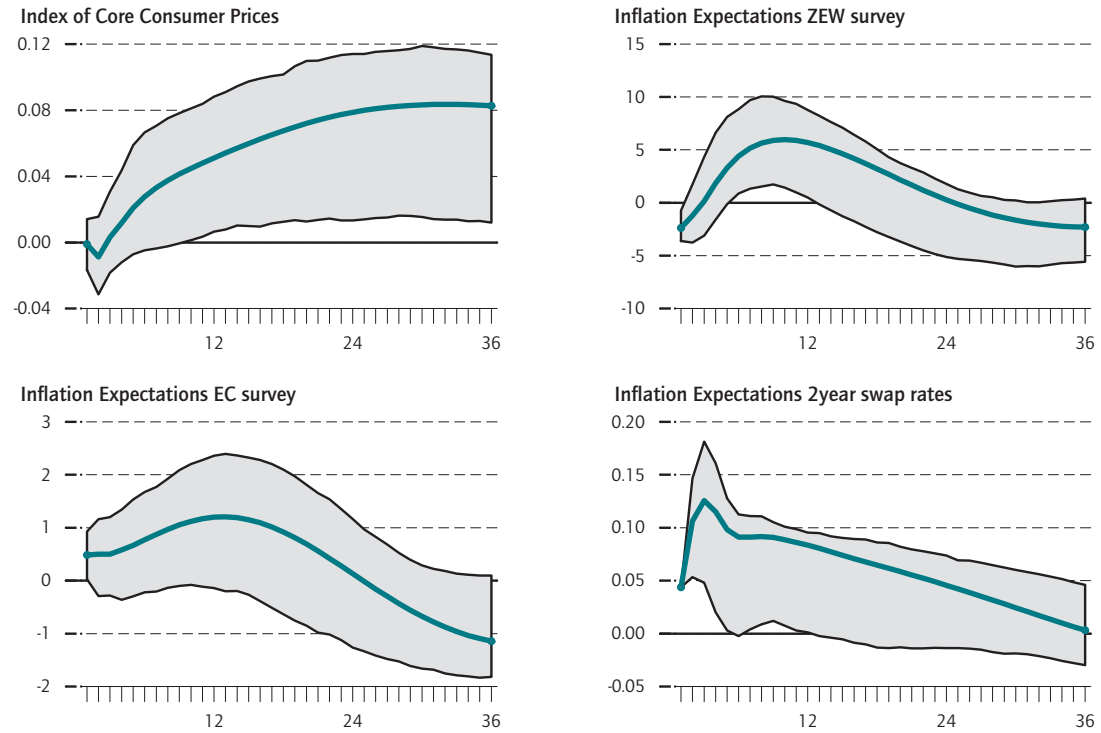 Index of Core Consumer Prices
0.12
0.08
0.04
0.00
-0.04
12 24 36
Inflation Expectations ZEW survey
15
10
5
0
-5
-10
12 24 36
Inflation Expectations EC survey
3
2
1
0
-1
-2
12 24 36
Inflation Expectations 2year swap rates
0.20
0.15
0.10
0.05
0.00
-0.05
12 24 36